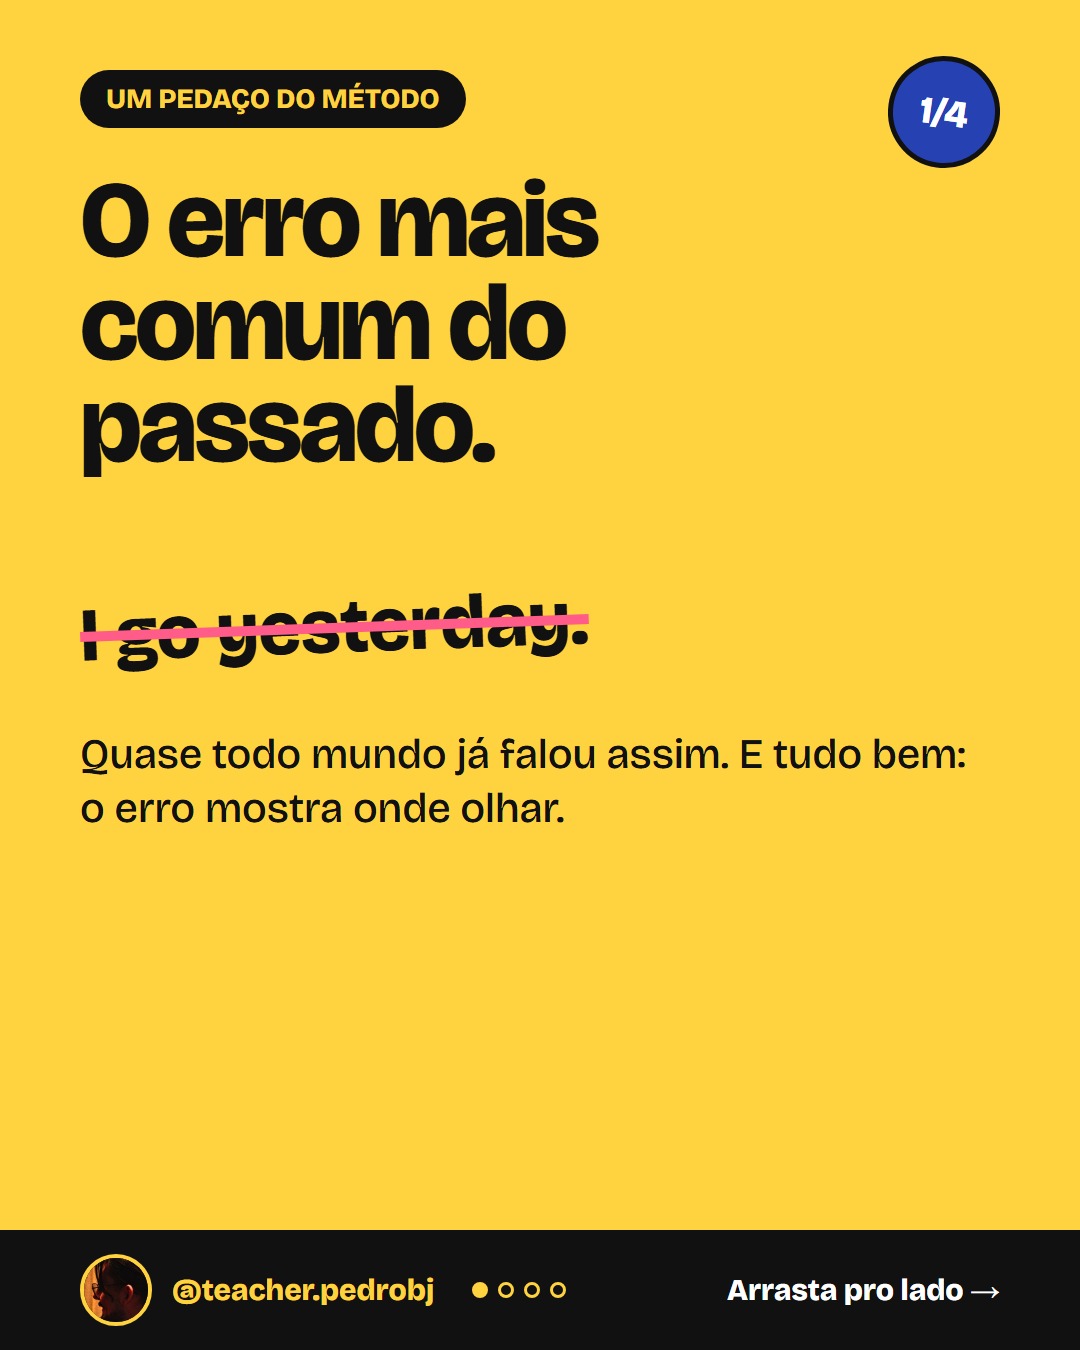 UM PEDAÇO DO MÉTODO
1/4
O erro mais
comum do
passado.
I go yesterday.
Quase todo mundo já falou assim. E tudo bem:
o erro mostra onde olhar.
@teacher.pedrobj
Arrasta pro lado →